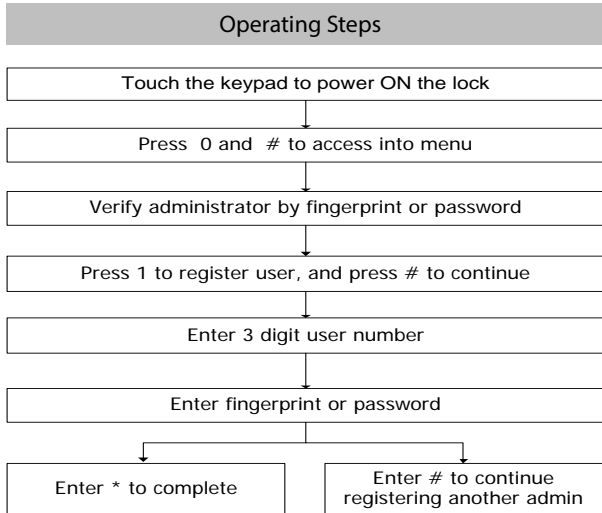 Operating Steps
Touch the keypad to power ON the lock
Press 0 and # to access into menu
Verify administrator by fingerprint or password
Press 1 to register user, and press # to continue
Enter 3 digit user number
Enter fingerprint or password
Enter * to complete
Enter # to continue
registering another admin